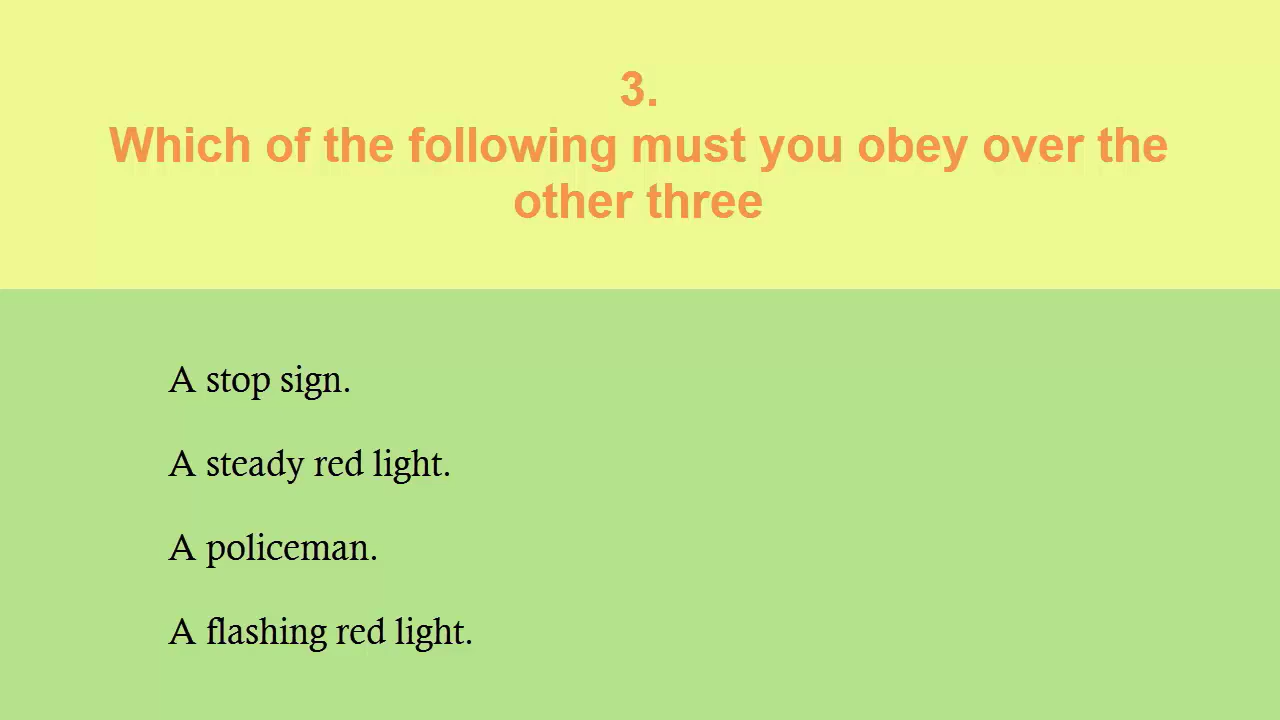 3.
Which of the following must you obey over the
other three
A stop sign.
A steady red light.
A policeman.
A flashing red light.